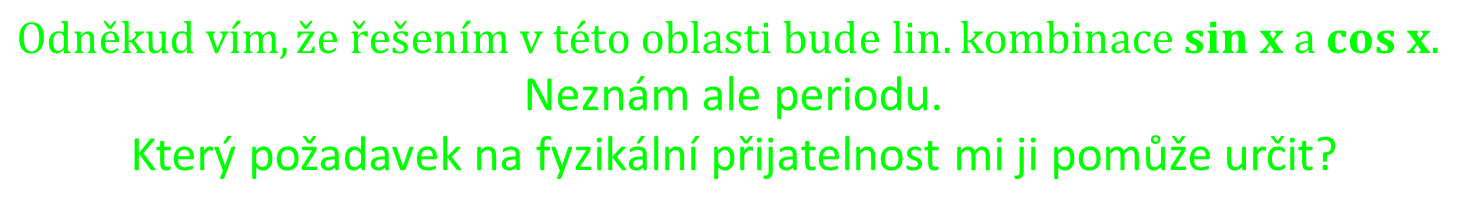 Odněkud vím, že řešením v této oblasti bude lin. kombinace sin x a cos x.
Neznám ale periodu.
Který požadavek na fyzikální přijatelnost mi ji pomůže určit?